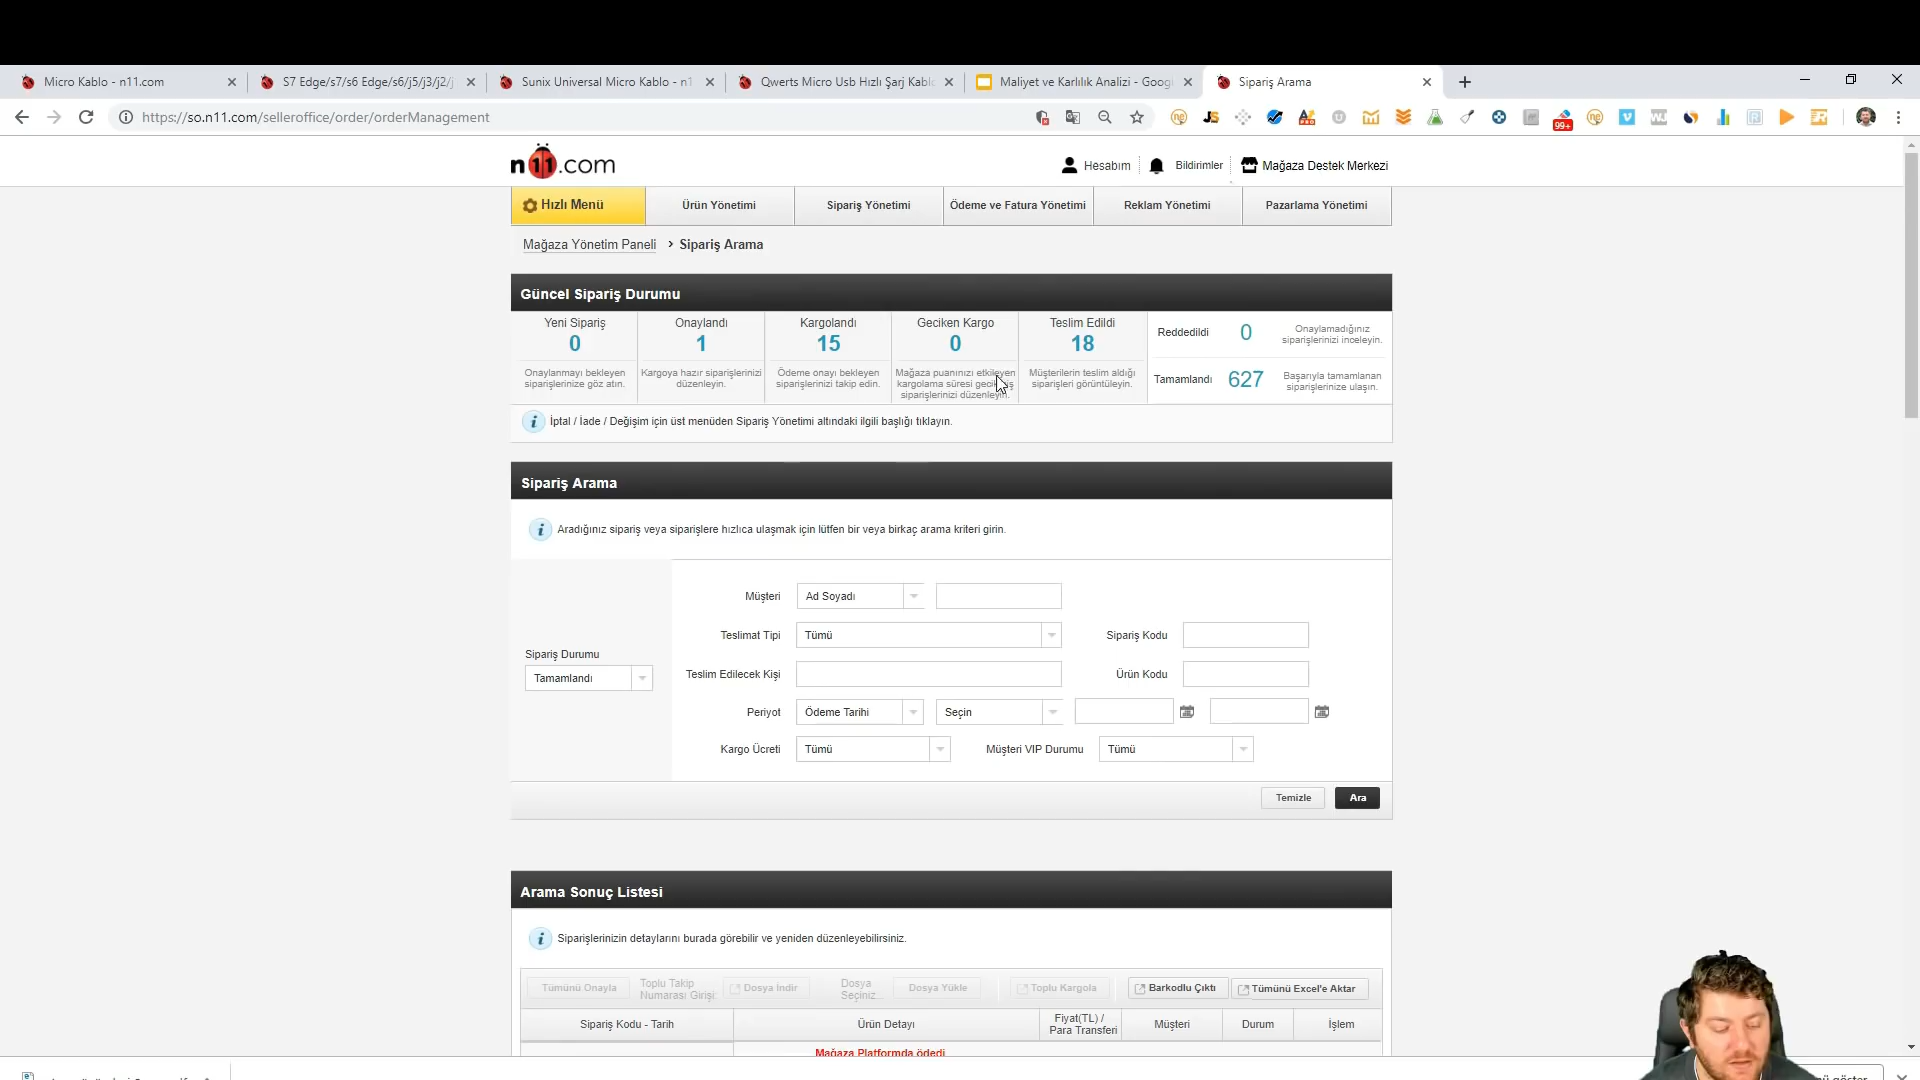 Micro Kablo - n11.com
S7 Edge/s7/s6 Edge/s6/j5/j3/j2/j
Sunix Universal Micro Kablo - n1
Qwerts Micro Usb Hızlı Şarj Kabl
Maliyet ve Karlılık Analizi - Goog
Sipariş Arama
https://so.n11.com/selleroffice/order/orderManagement
99+
n11.com
Hesabım
Bildirimler
Mağaza Destek Merkezi
Hızlı Menü
Ürün Yönetimi
Sipariş Yönetimi
Ödeme ve Fatura Yönetimi
Reklam Yönetimi
Pazarlama Yönetimi
Mağaza Yönetim Paneli › Sipariş Arama
Güncel Sipariş Durumu
Yeni Sipariş
0
Onaylanmayı bekleyen
siparişlerinize göz atın.
Onaylandı
1
Kargoya hazır siparişlerinizi
düzenleyin.
Kargolandı
15
Ödeme onayı bekleyen
siparişlerinizi takip edin.
Geciken Kargo
0
Mağaza puanınızı etkileyen
kargolama süresi
siparişlerinizi düzenleyin.
Teslim Edildi
18
Müşterilerin teslim aldığı
siparişleri görüntüleyin.
Reddedildi 0
Onaylamadığınız
siparişlerinizi inceleyin.
Tamamlandı 627
Başarıyla tamamlanan
siparişlerinize ulaşın.
İptal / İade / Değişim için üst menüden Sipariş Yönetimi altındaki ilgili başlığı tıklayın.
Sipariş Arama
Aradığınız sipariş veya siparişlere hızlıca ulaşmak için lütfen bir veya birkaç arama kriteri girin.
Sipariş Durumu
Tamamlandı
Müşteri Ad Soyadı
Teslimat Tipi Tümü Sipariş Kodu
Teslim Edilecek Kişi Ürün Kodu
Periyot Ödeme Tarihi Seçin
Kargo Ücreti Tümü Müşteri VIP Durumu Tümü
Temizle Ara
Arama Sonuç Listesi
Siparişlerinizin detaylarını burada görebilir ve yeniden düzenleyebilirsiniz.
Tümünü Onayla
Toplu Takip
Numarası Girişi:
Dosya İndir
Dosya
Seçiniz...
Dosya Yükle
Toplu Kargola
Barkodlu Çıktı
Tümünü Excel'e Aktar
Sipariş Kodu - Tarih
Ürün Detayı
Fiyat(TL) /
Para Transferi
Müşteri
Durum
İşlem
Mağaza Platformda ödedi